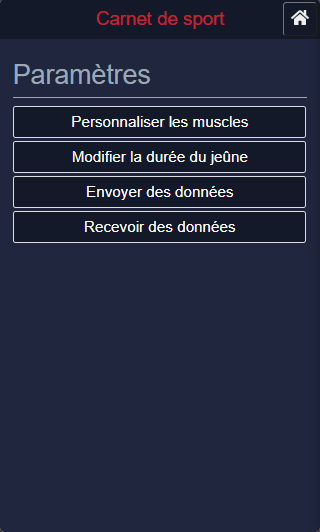 Carnet de sport
Paramètres
Personnaliser les muscles
Modifier la durée du jeûne
Envoyer des données
Recevoir des données